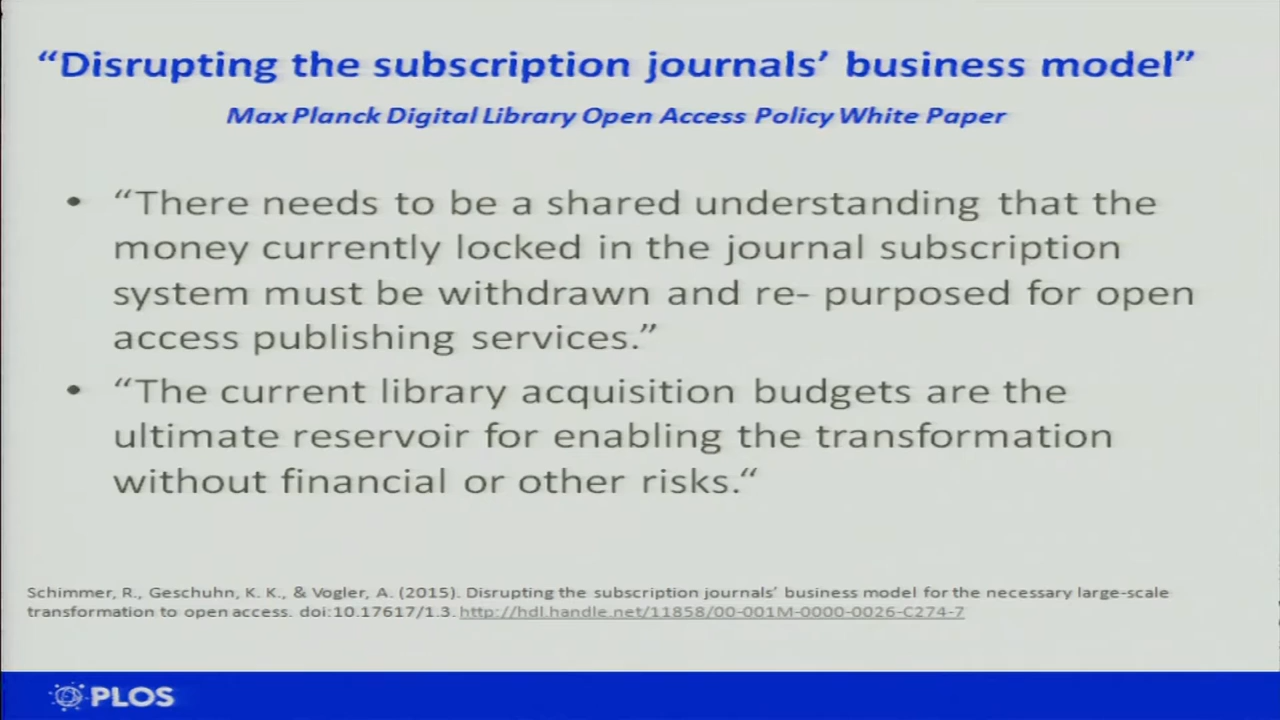 “Disrupting the subscription journals’ business model”
Max Planck Digital Library Open Access Policy White Paper
• “There needs to be a shared understanding that the
money currently locked in the journal subscription
system must be withdrawn and re- purposed for open
access publishing services.”
• “The current library acquisition budgets are the
ultimate reservoir for enabling the transformation
without financial or other risks.“
Schimmer, R., Geschuhn, K. K., & Vogler, A. (2015). Disrupting the subscription journals’ business model for the necessary large-scale
transformation to open access. doi:10.17617/1.3. http://hdl.handle.net/11858/00-001M-0000-0026-C274-7
PLOS